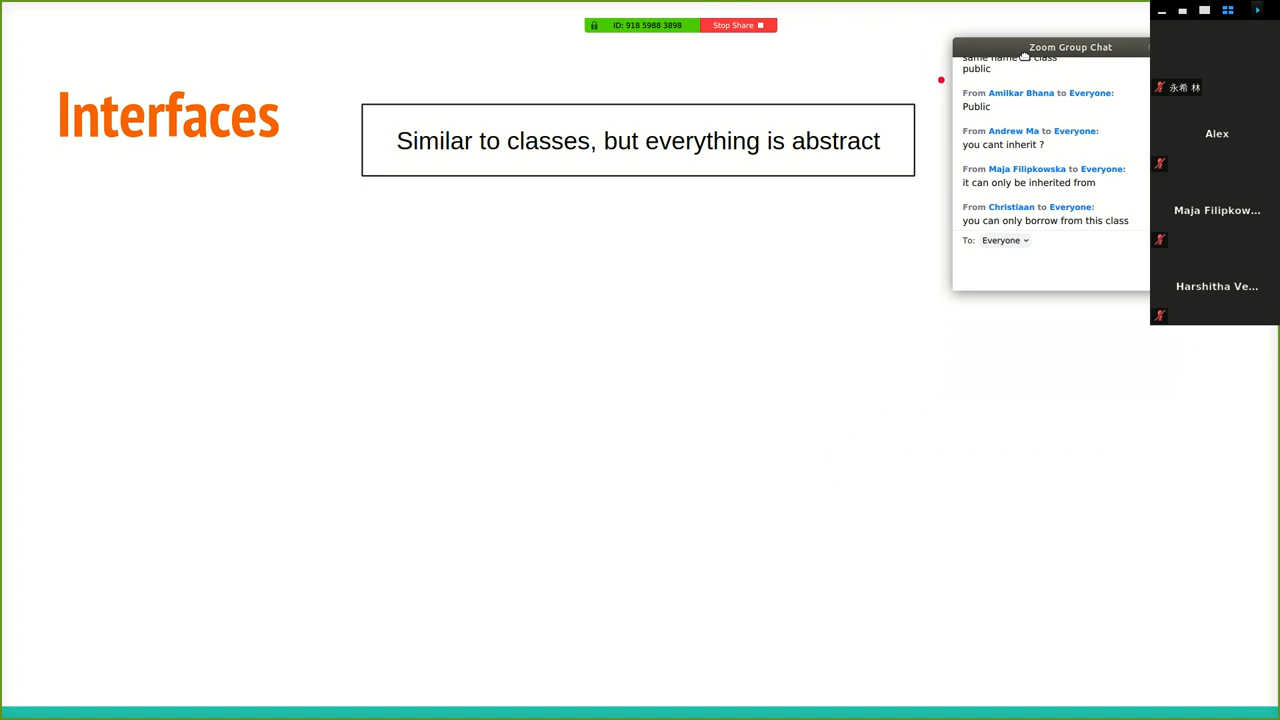 ID: 918 5988 3898
Stop Share
Interfaces
Similar to classes, but everything is abstract
Zoom Group Chat
same name class
public
From Amilkar Bhana to Everyone:
Public
From Andrew Ma to Everyone:
you cant inherit ?
From Maja Filipkowska to Everyone:
it can only be inherited from
From Christiaan to Everyone:
you can only borrow from this class
To: Everyone
永希 林
Alex
Maja Filipkow...
Harshitha Ve...